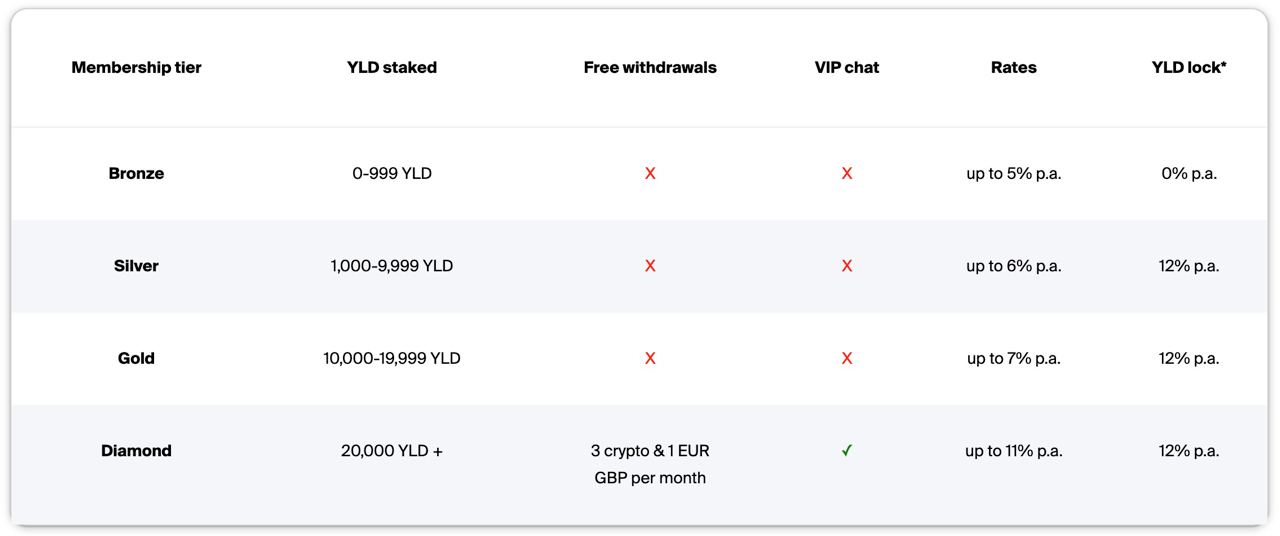 Membership tier YLD staked Free withdrawals VIP chat Rates YLD lock*
Bronze 0-999 YLD X X up to 5% p.a. 0% p.a.
Silver 1,000-9,999 YLD X X up to 6% p.a. 12% p.a.
Gold 10,000-19,999 YLD X X up to 7% p.a. 12% p.a.
Diamond 20,000 YLD + 3 crypto & 1 EUR ✓ up to 11% p.a. 12% p.a.
GBP per month